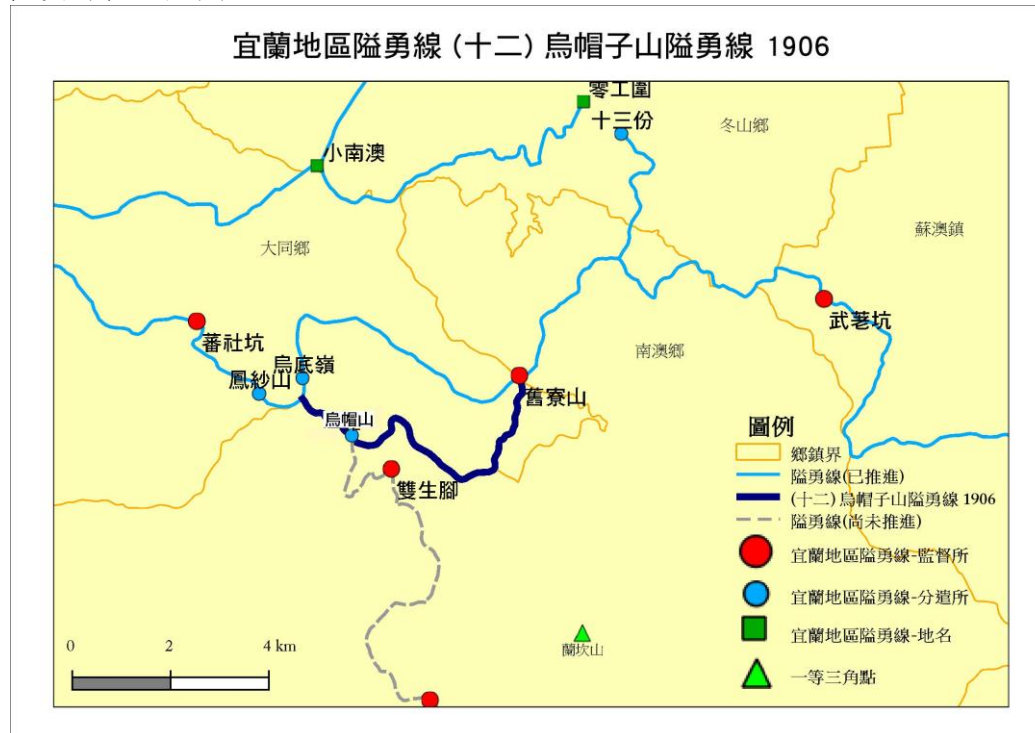 宜蘭地區隘勇線 (十二) 烏帽子山隘勇線 1906
零工圍
十三份
冬山鄉
小南澳
蘇澳鎮
大同鄉
武荖坑
南澳鄉
蕃社坑
烏底嶺
鳳紗山
舊寮山
烏帽山
雙生腳
蘭坎山
圖例
鄉鎮界
隘勇線(已推進)
(十二) 烏帽子山隘勇線 1906
隘勇線(尚未推進)
宜蘭地區隘勇線-監督所
宜蘭地區隘勇線-分遣所
宜蘭地區隘勇線-地名
一等三角點
0 2 4 km